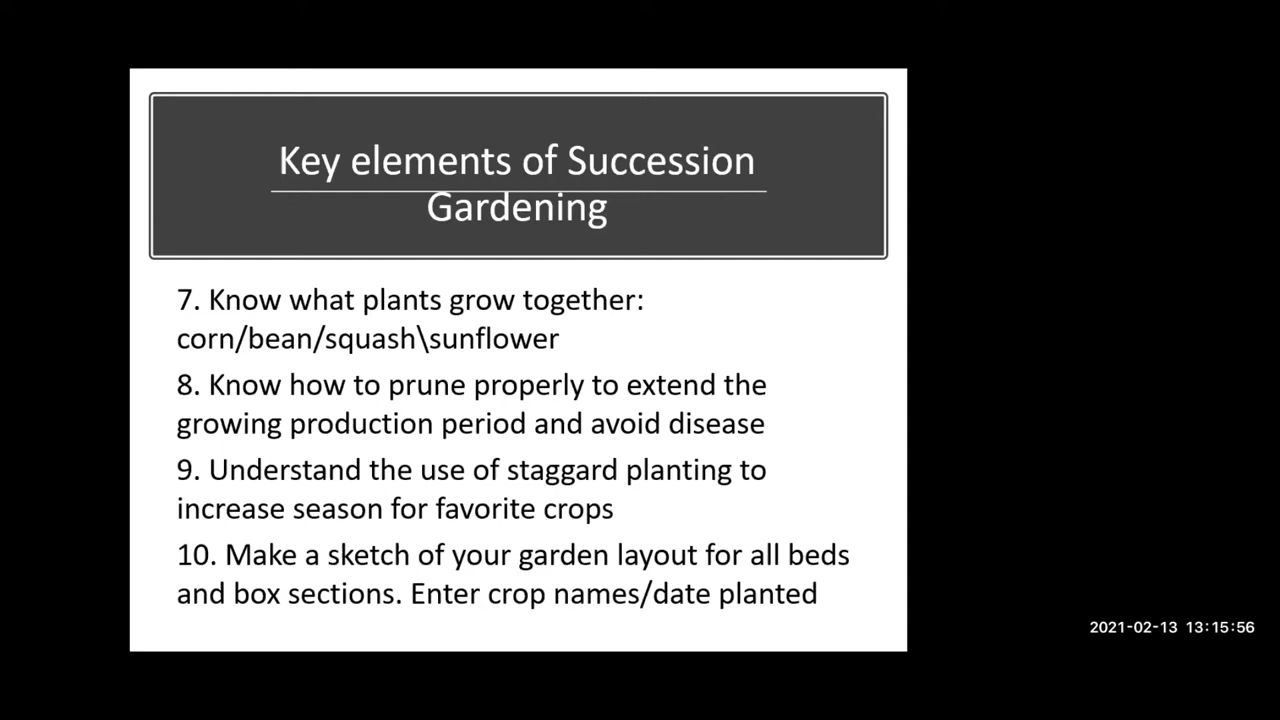 Key elements of Succession
Gardening
7. Know what plants grow together:
corn/bean/squash\sunflower
8. Know how to prune properly to extend the
growing production period and avoid disease
9. Understand the use of staggard planting to
increase season for favorite crops
10. Make a sketch of your garden layout for all beds
and box sections. Enter crop names/date planted
2021-02-13 13:15:56